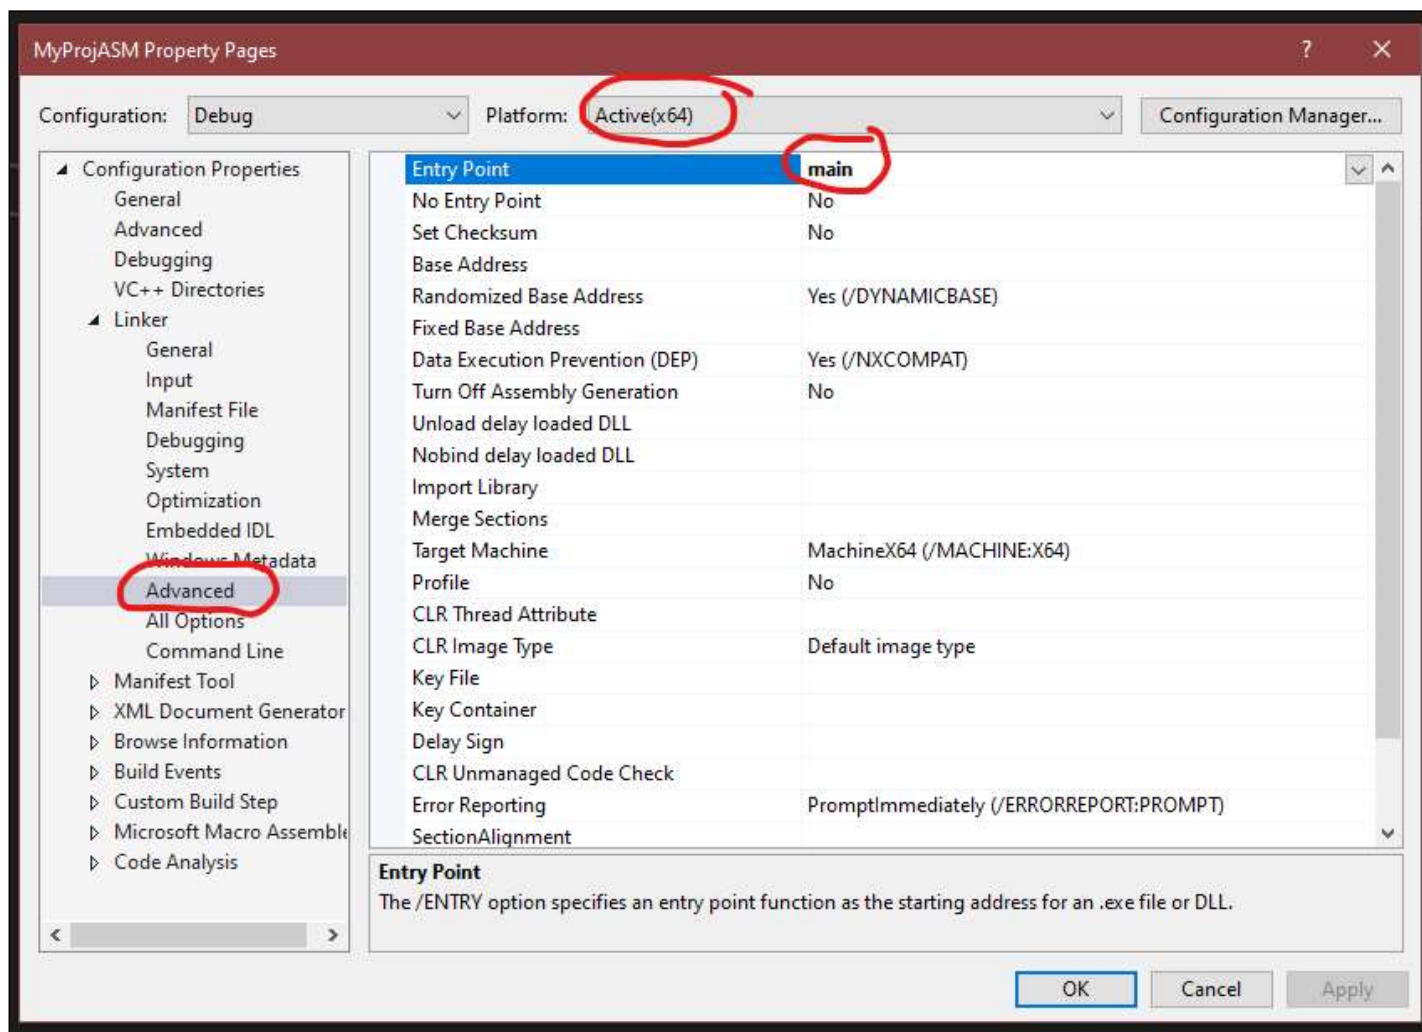 MyProjASM Property Pages ? ×
Configuration: Debug Platform: Active(x64) Configuration Manager...
Configuration Properties
General
Advanced
Debugging
VC++ Directories
Linker
General
Input
Manifest File
Debugging
System
Optimization
Embedded IDL
Windows Metadata
Advanced
All Options
Command Line
Manifest Tool
XML Document Generator
Browse Information
Build Events
Custom Build Step
Microsoft Macro Assemble
Code Analysis
Entry Point main
No Entry Point No
Set Checksum No
Base Address
Randomized Base Address Yes (/DYNAMICBASE)
Fixed Base Address
Data Execution Prevention (DEP) Yes (/NXCOMPAT)
Turn Off Assembly Generation No
Unload delay loaded DLL
Nobind delay loaded DLL
Import Library
Merge Sections
Target Machine MachineX64 (/MACHINE:X64)
Profile No
CLR Thread Attribute
CLR Image Type Default image type
Key File
Key Container
Delay Sign
CLR Unmanaged Code Check
Error Reporting PromptImmediately (/ERRORREPORT:PROMPT)
SectionAlignment
Entry Point
The /ENTRY option specifies an entry point function as the starting address for an .exe file or DLL.
OK Cancel Apply